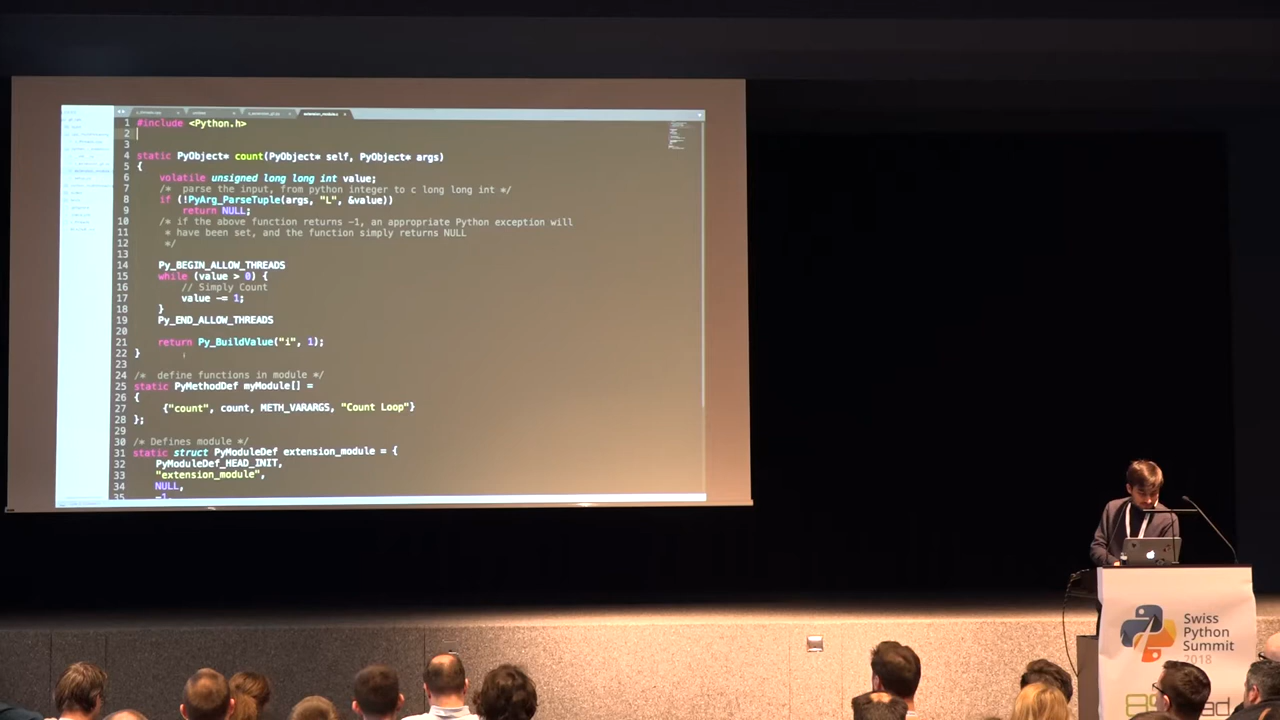 extension_module.c
1 #include <Python.h>
2
3
4 static PyObject* count(PyObject* self, PyObject* args)
5 {
6 volatile unsigned long long int value;
7 /* parse the input, from python integer to c long long int */
8 if (!PyArg_ParseTuple(args, "L", &value))
9 return NULL;
10 /* if the above function returns -1, an appropriate Python exception will
11 * have been set, and the function simply returns NULL
12 */
13
14 Py_BEGIN_ALLOW_THREADS
15 while (value > 0) {
16 // Simply Count
17 value -= 1;
18 }
19 Py_END_ALLOW_THREADS
20
21 return Py_BuildValue("i", 1);
22 }
23
24 /* define functions in module */
25 static PyMethodDef myModule[] =
26 {
27 {"count", count, METH_VARARGS, "Count Loop"}
28 };
29
30 /* Defines module */
31 static struct PyModuleDef extension_module = {
32 PyModuleDef_HEAD_INIT,
33 "extension_module",
34 NULL,
35 -1,
Swiss
Python
Summit
2018